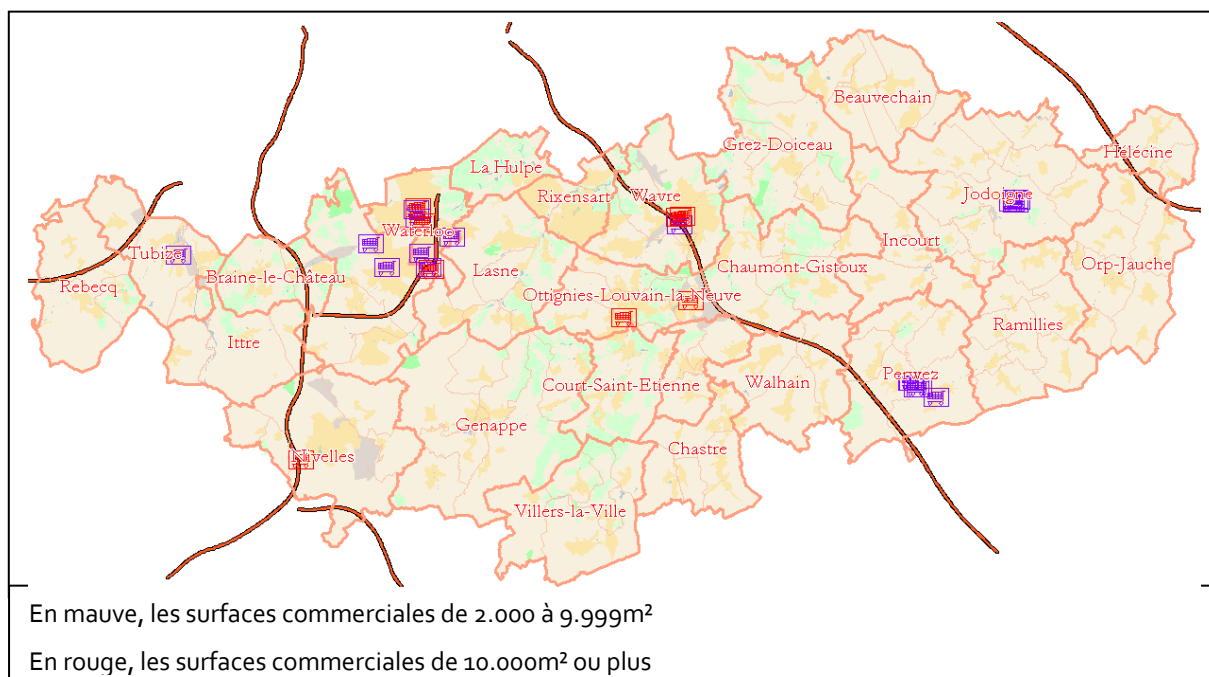 Beauvechain
Grez-Doiceau
Hélécine
La Hulpe
Rixensart
Wavre
Jodoigne
Waterloo
Tubize
Incourt
Orp-Jauche
Braine-le-Château
Lasne
Chaumont-Gistoux
Rebecq
Ottignies-Louvain-la-Neuve
Ramillies
Ittre
Perwez
Court-Saint-Etienne
Walhain
Genappe
Chastre
Nivelles
Villers-la-Ville
En mauve, les surfaces commerciales de 2.000 à 9.999m²
En rouge, les surfaces commerciales de 10.000m² ou plus